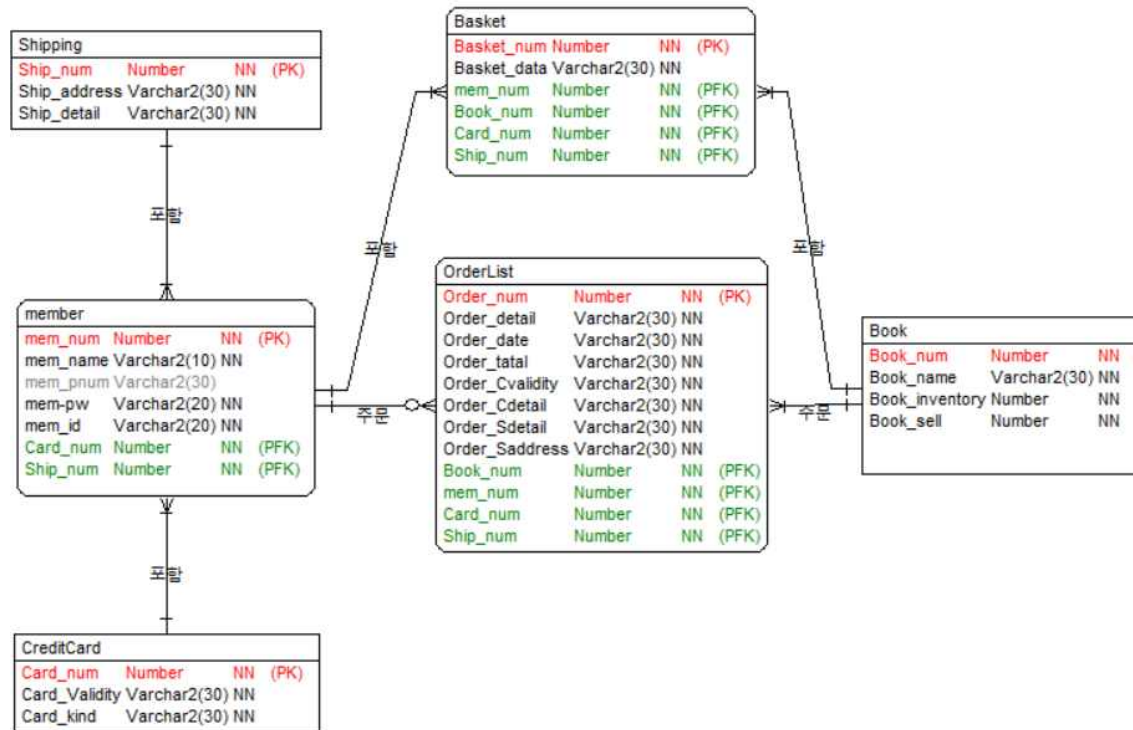 Shipping
Ship_num Number NN (PK)
Ship_address Varchar2(30) NN
Ship_detail Varchar2(30) NN
Basket
Basket_num Number NN (PK)
Basket_data Varchar2(30) NN
mem_num Number NN (PFK)
Book_num Number NN (PFK)
Card_num Number NN (PFK)
Ship_num Number NN (PFK)
포함
포함
포함
member
mem_num Number NN (PK)
mem_name Varchar2(10) NN
mem_pnum Varchar2(30)
mem-pw Varchar2(20) NN
mem_id Varchar2(20) NN
Card_num Number NN (PFK)
Ship_num Number NN (PFK)
주문
OrderList
Order_num Number NN (PK)
Order_detail Varchar2(30) NN
Order_date Varchar2(30) NN
Order_tatal Varchar2(30) NN
Order_Cvalidity Varchar2(30) NN
Order_Cdetail Varchar2(30) NN
Order_Sdetail Varchar2(30) NN
Order_Saddress Varchar2(30) NN
Book_num Number NN (PFK)
mem_num Number NN (PFK)
Card_num Number NN (PFK)
Ship_num Number NN (PFK)
주문
Book
Book_num Number NN
Book_name Varchar2(30) NN
Book_inventory Number NN
Book_sell Number NN
포함
CreditCard
Card_num Number NN (PK)
Card_Validity Varchar2(30) NN
Card_kind Varchar2(30) NN